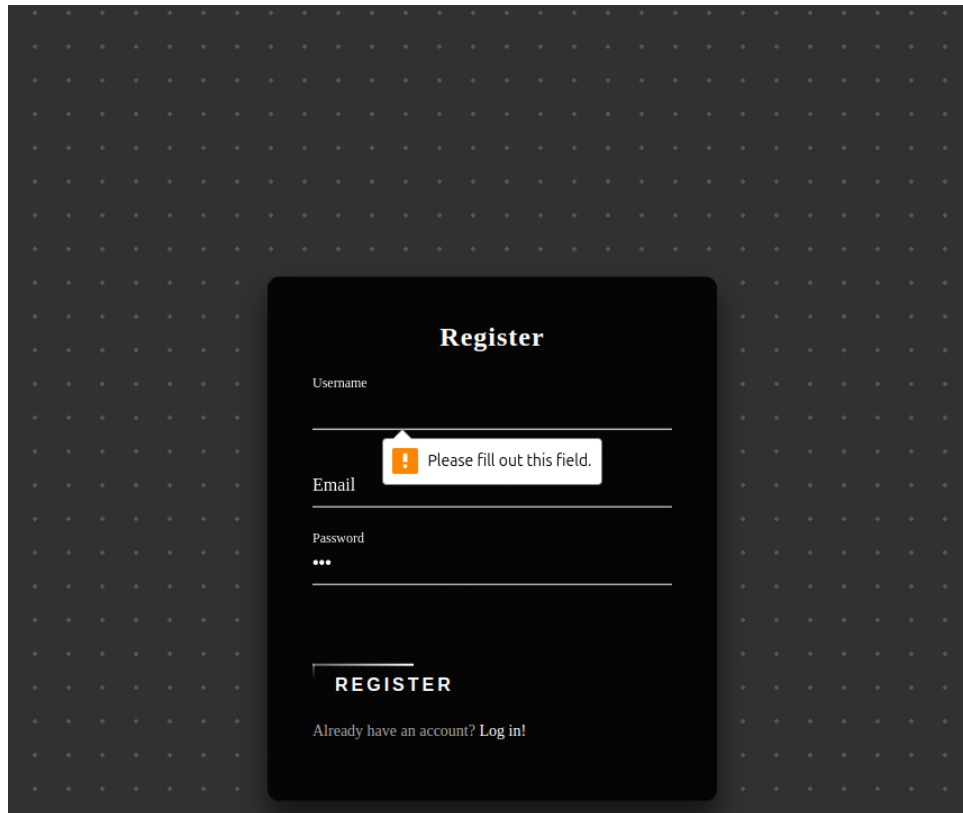 Register
Username
Please fill out this field.
Email
Password
REGISTER
Already have an account? Log in!